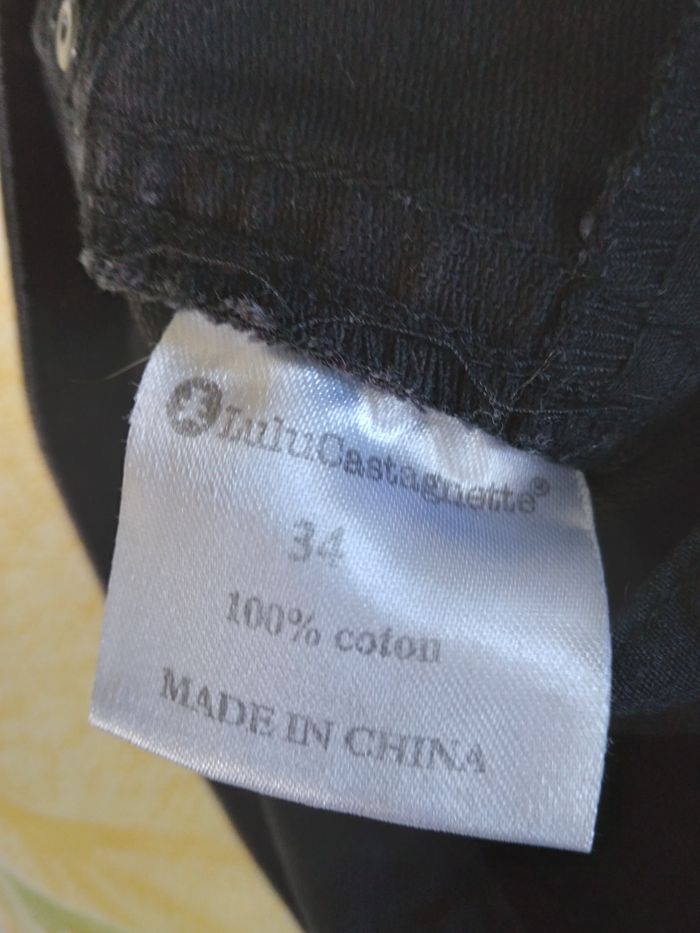 LuluCastagnette®
34
100% coton
MADE IN CHINA